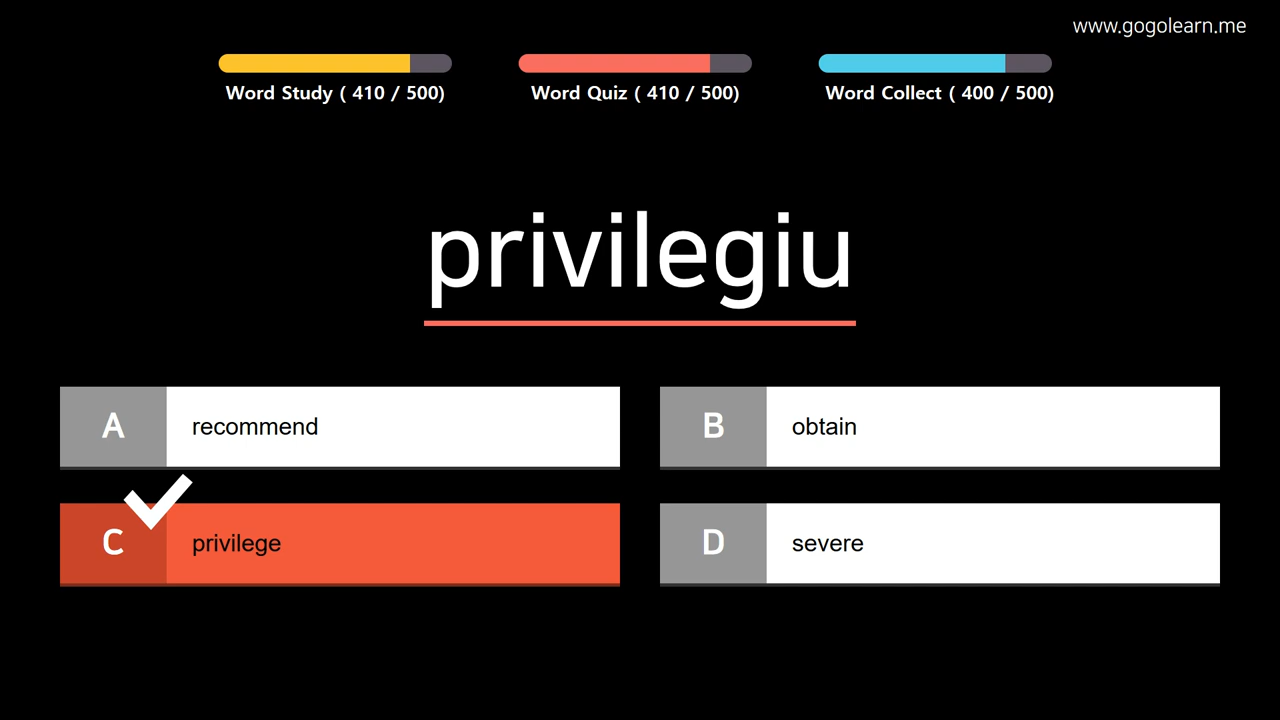 www.gogolearn.me
Word Study ( 410 / 500)
Word Quiz ( 410 / 500)
Word Collect ( 400 / 500)
privilegiu
A
recommend
B
obtain
C
privilege
D
severe